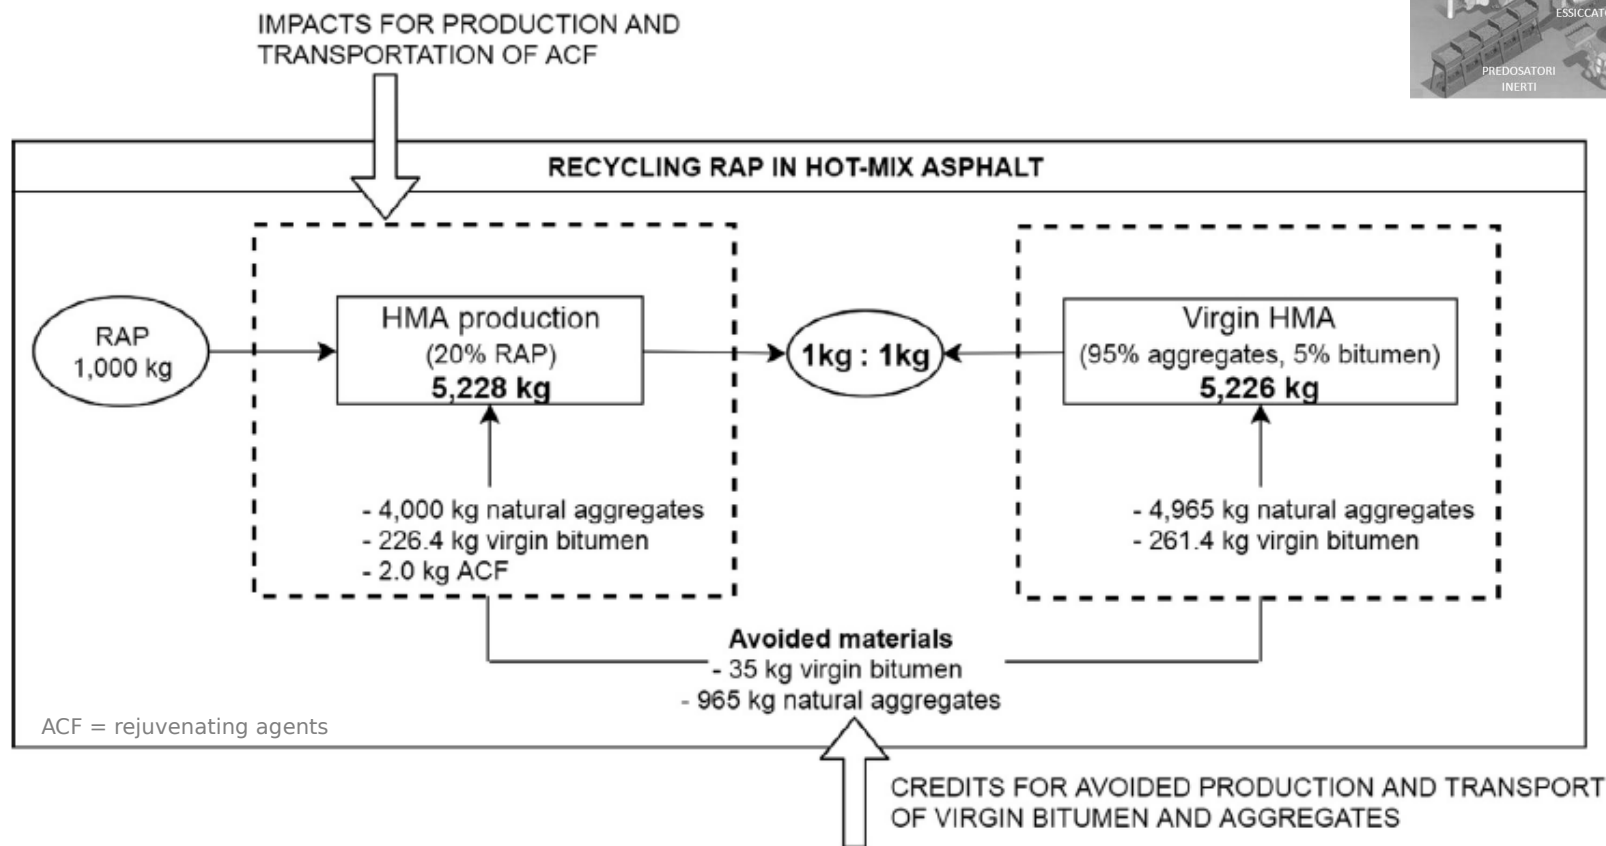 IMPACTS FOR PRODUCTION AND
TRANSPORTATION OF ACF
PREDOSATORI
INERTI
RECYCLING RAP IN HOT-MIX ASPHALT
RAP
1,000 kg
HMA production
(20% RAP)
5,228 kg
1kg : 1kg
Virgin HMA
(95% aggregates, 5% bitumen)
5,226 kg
- 4,000 kg natural aggregates
- 226.4 kg virgin bitumen
- 2.0 kg ACF
- 4,965 kg natural aggregates
- 261.4 kg virgin bitumen
Avoided materials
- 35 kg virgin bitumen
- 965 kg natural aggregates
ACF = rejuvenating agents
CREDITS FOR AVOIDED PRODUCTION AND TRANSPORT
OF VIRGIN BITUMEN AND AGGREGATES